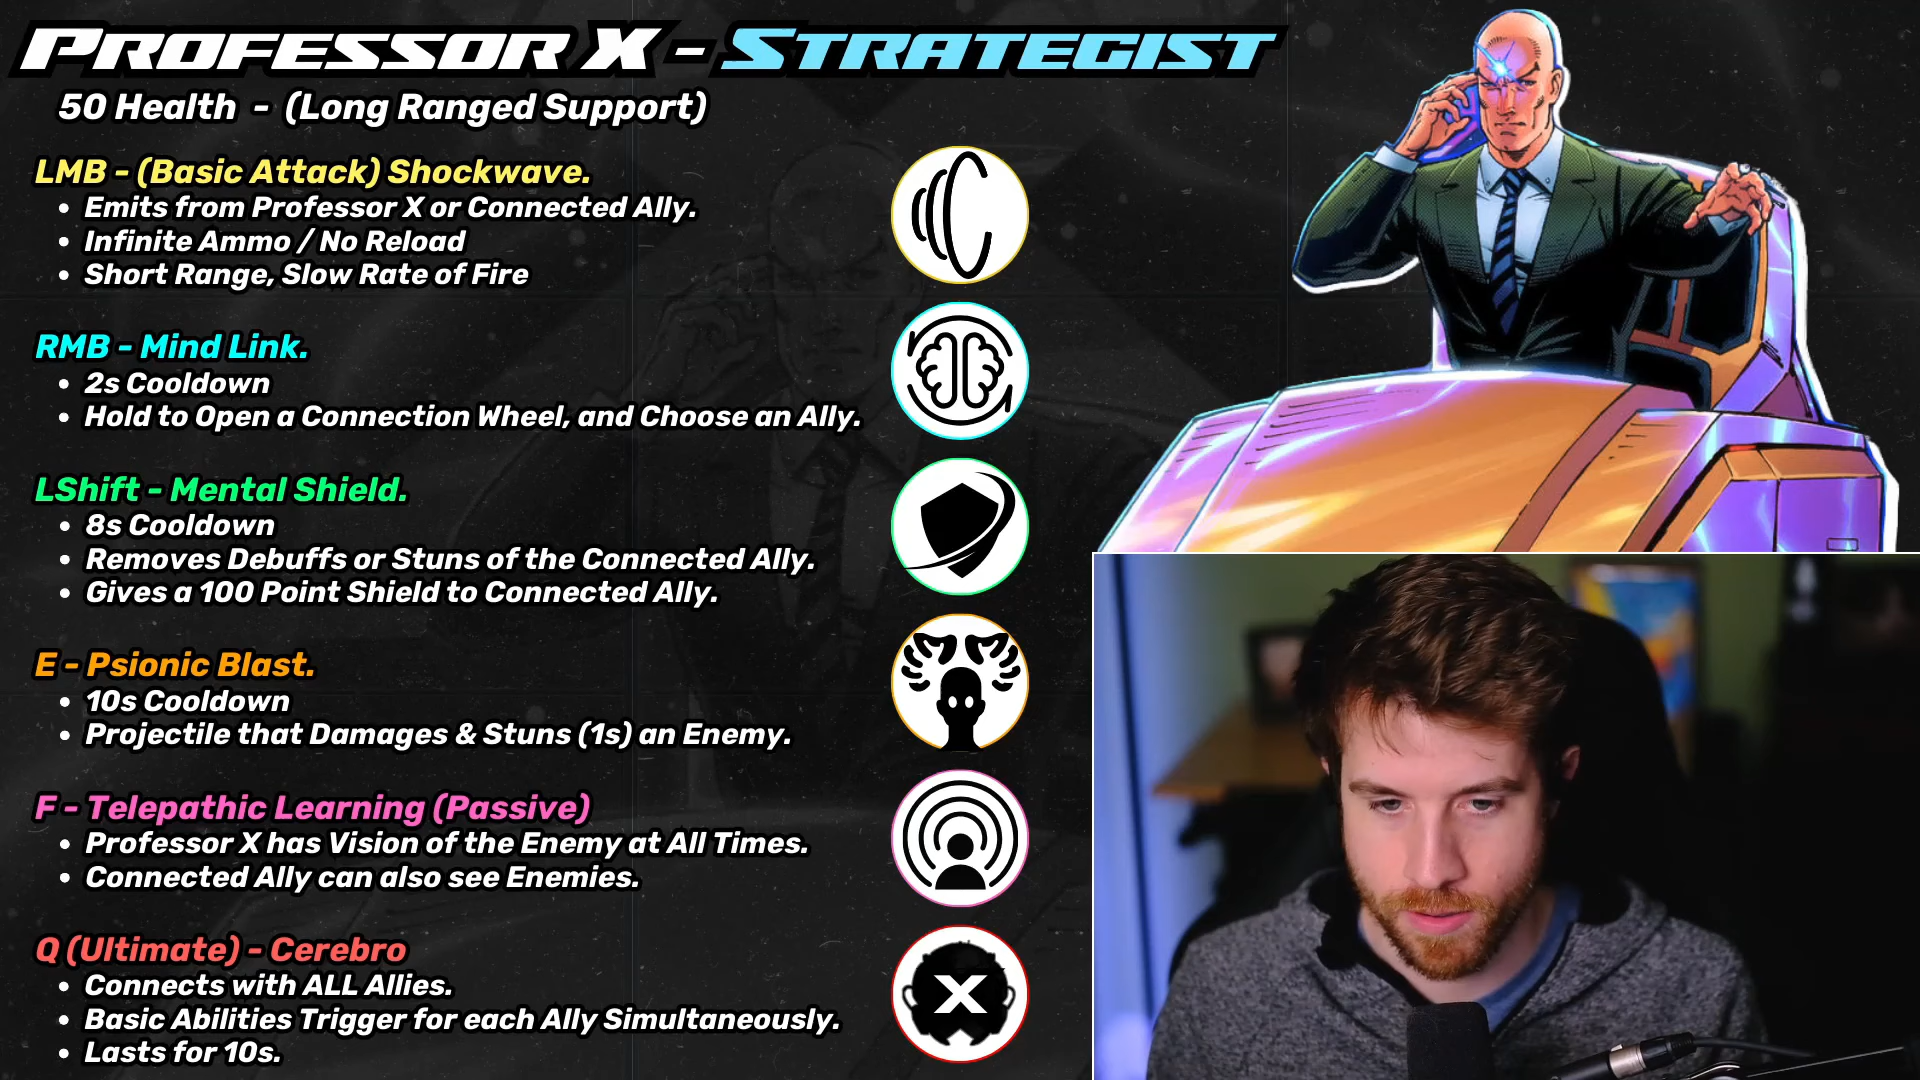 Professor X - Strategist
50 Health - (Long Ranged Support)
LMB - (Basic Attack) Shockwave.
• Emits from Professor X or Connected Ally.
• Infinite Ammo / No Reload
• Short Range, Slow Rate of Fire
RMB - Mind Link.
• 2s Cooldown
• Hold to Open a Connection Wheel, and Choose an Ally.
LShift - Mental Shield.
• 8s Cooldown
• Removes Debuffs or Stuns of the Connected Ally.
• Gives a 100 Point Shield to Connected Ally.
E - Psionic Blast.
• 10s Cooldown
• Projectile that Damages & Stuns (1s) an Enemy.
F - Telepathic Learning (Passive)
• Professor X has Vision of the Enemy at All Times.
• Connected Ally can also see Enemies.
Q (Ultimate) - Cerebro
• Connects with ALL Allies.
• Basic Abilities Trigger for each Ally Simultaneously.
• Lasts for 10s.
X